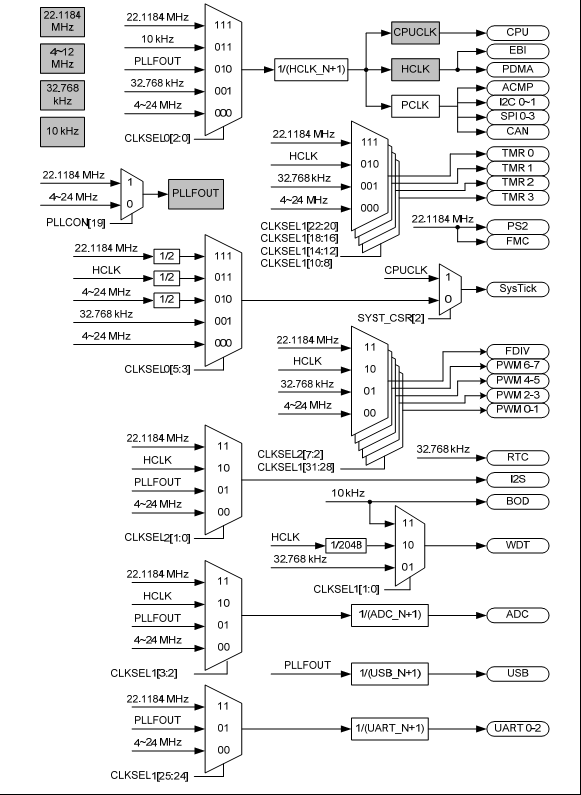 22.1184 MHz
4~12 MHz
32.768 kHz
10 kHz
22.1184 MHz
10 kHz
PLLFOUT
32.768 kHz
4~24 MHz
111
011
010
001
000
CLKSEL0[2:0]
1/(HCLK_N+1)
CPUCLK
HCLK
PCLK
CPU
EBI
PDMA
ACMP
I2C 0~1
SPI 0-3
CAN
22.1184 MHz
HCLK
32.768 kHz
4~24 MHz
111
010
001
000
CLKSEL1[22:20]
CLKSEL1[18:16]
CLKSEL1[14:12]
CLKSEL1[10:8]
TMR 0
TMR 1
TMR 2
TMR 3
22.1184 MHz
4~24 MHz
1
0
PLLCON[19]
PLLFOUT
22.1184 MHz
PS2
FMC
22.1184 MHz
HCLK
4~24 MHz
32.768 kHz
4~24 MHz
1/2
1/2
1/2
111
011
010
001
000
CLKSEL0[5:3]
CPUCLK
1
0
SYST_CSR[2]
SysTick
22.1184 MHz
HCLK
32.768 kHz
4~24 MHz
11
10
01
00
CLKSEL2[7:2]
CLKSEL1[31:28]
FDIV
PWM 6-7
PWM 4-5
PWM 2-3
PWM 0-1
32.768 kHz
RTC
22.1184 MHz
HCLK
PLLFOUT
4~24 MHz
11
10
01
00
CLKSEL2[1:0]
I2S
10 kHz
BOD
HCLK
1/2048
32.768 kHz
11
10
01
CLKSEL1[1:0]
WDT
22.1184 MHz
HCLK
PLLFOUT
4~24 MHz
11
10
01
00
CLKSEL1[3:2]
1/(ADC_N+1)
ADC
PLLFOUT
1/(USB_N+1)
USB
22.1184 MHz
PLLFOUT
4~24 MHz
11
01
00
CLKSEL1[25:24]
1/(UART_N+1)
UART 0-2